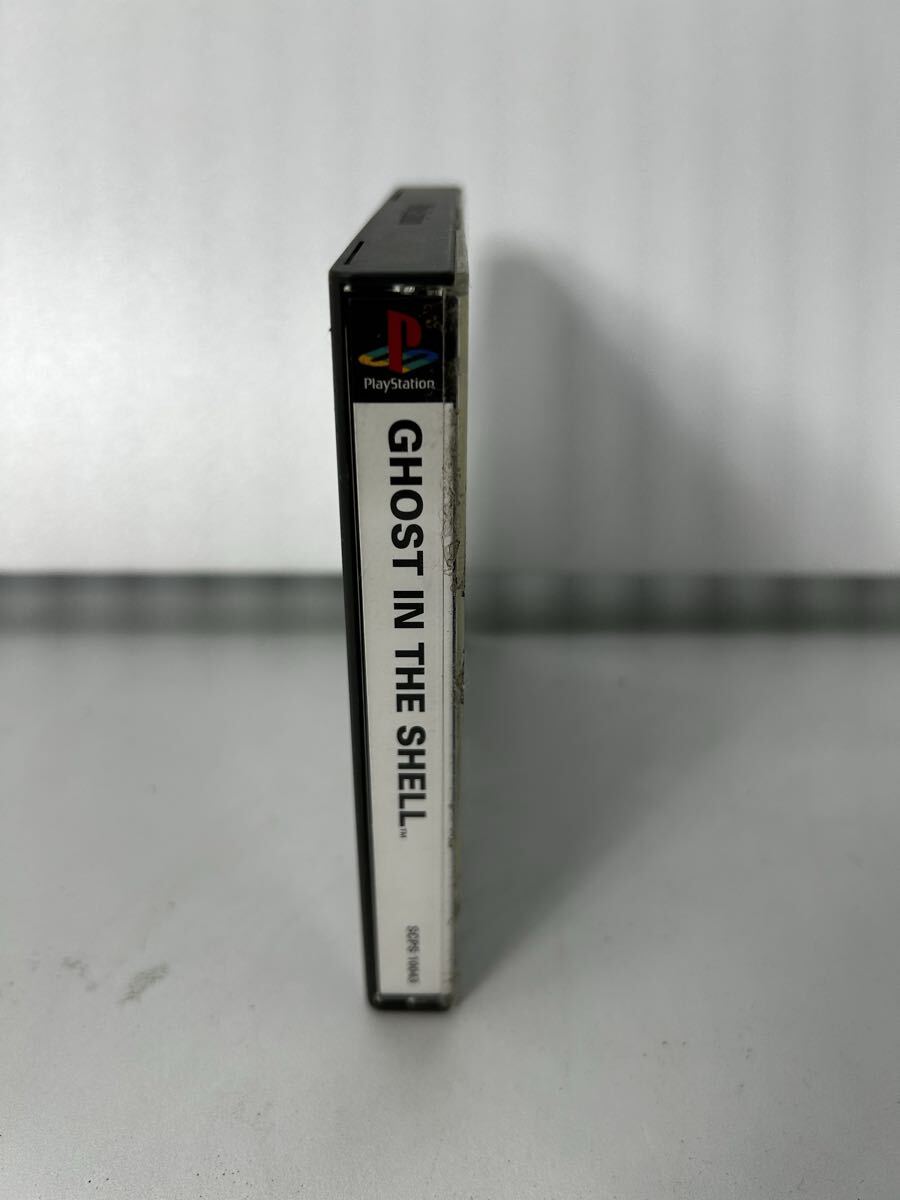 PlayStation
GHOST IN THE SHELL™
SCPS 10043